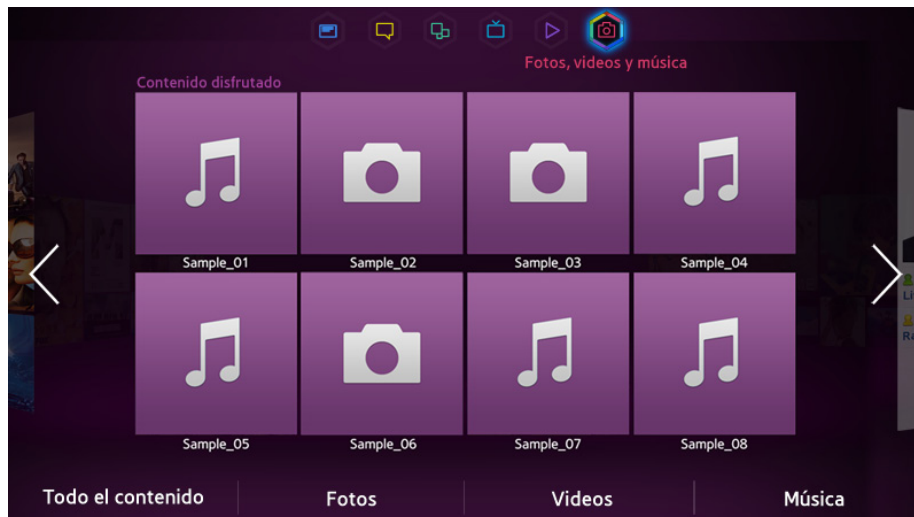 Fotos, videos y música
Contenido disfrutado
Sample_01 Sample_02 Sample_03 Sample_04
Sample_05 Sample_06 Sample_07 Sample_08
Todo el contenido Fotos Videos Música